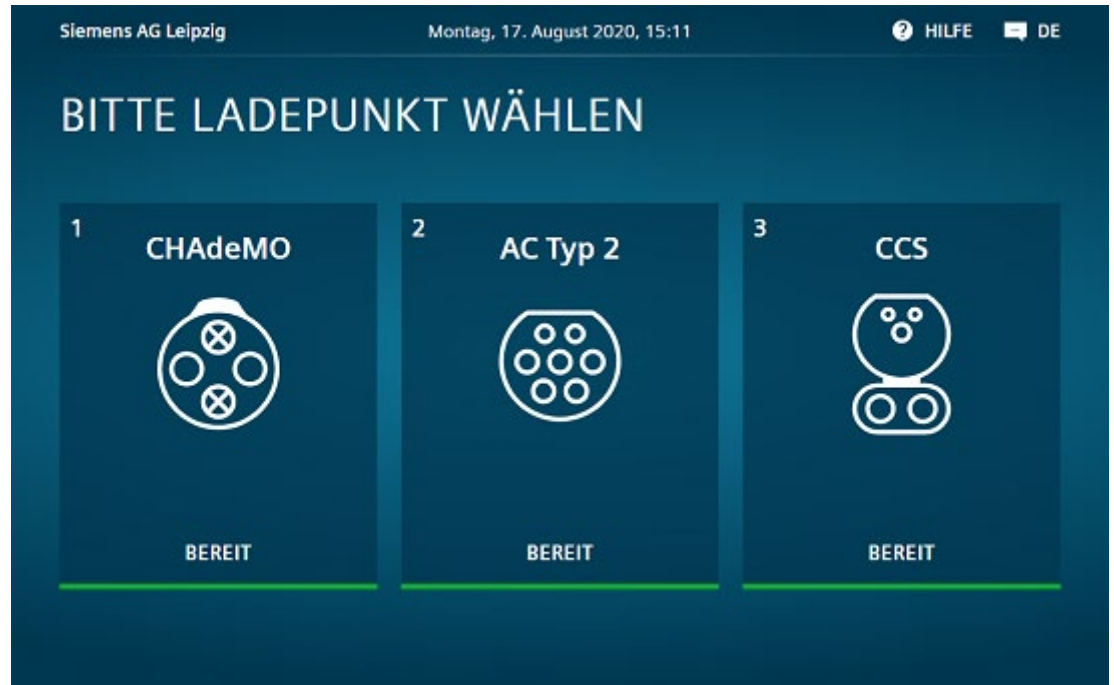 Siemens AG Leipzig
Montag, 17. August 2020, 15:11
HILFE
DE
BITTE LADEPUNKT WÄHLEN
1
CHAdeMO
BEREIT
2
AC Typ 2
BEREIT
3
CCS
BEREIT